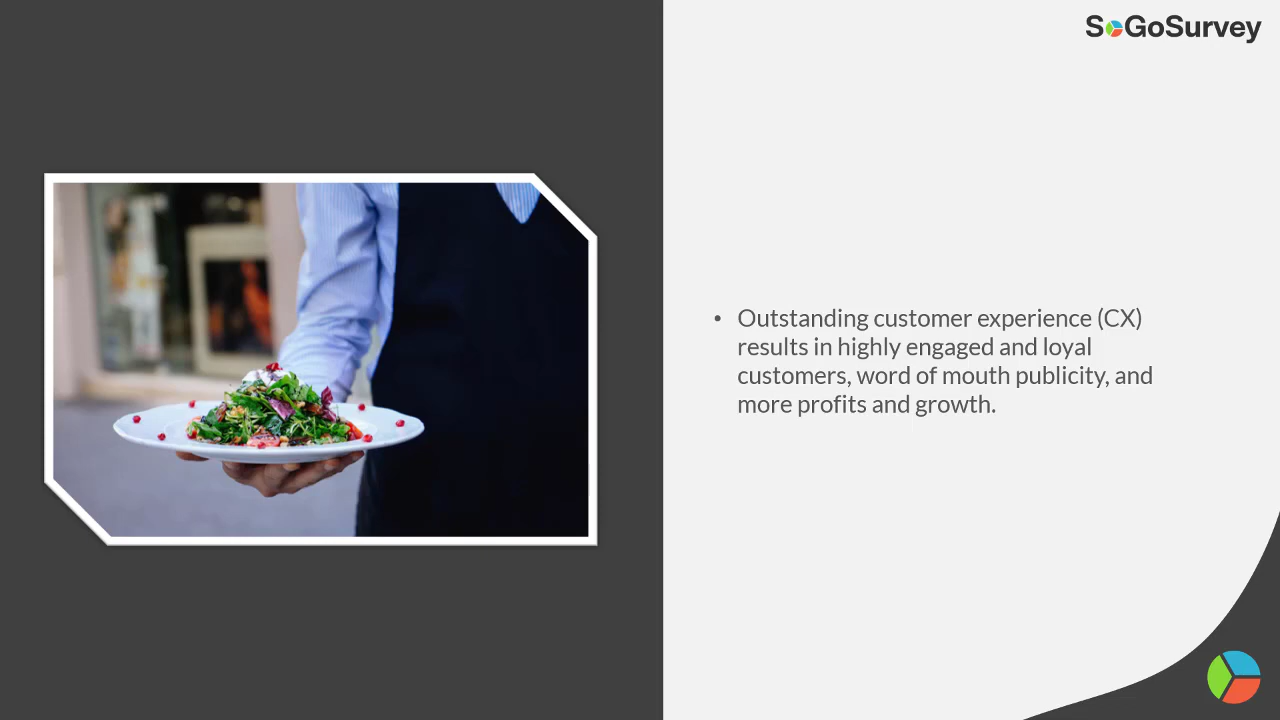 SoGoSurvey
• Outstanding customer experience (CX)
results in highly engaged and loyal
customers, word of mouth publicity, and
more profits and growth.